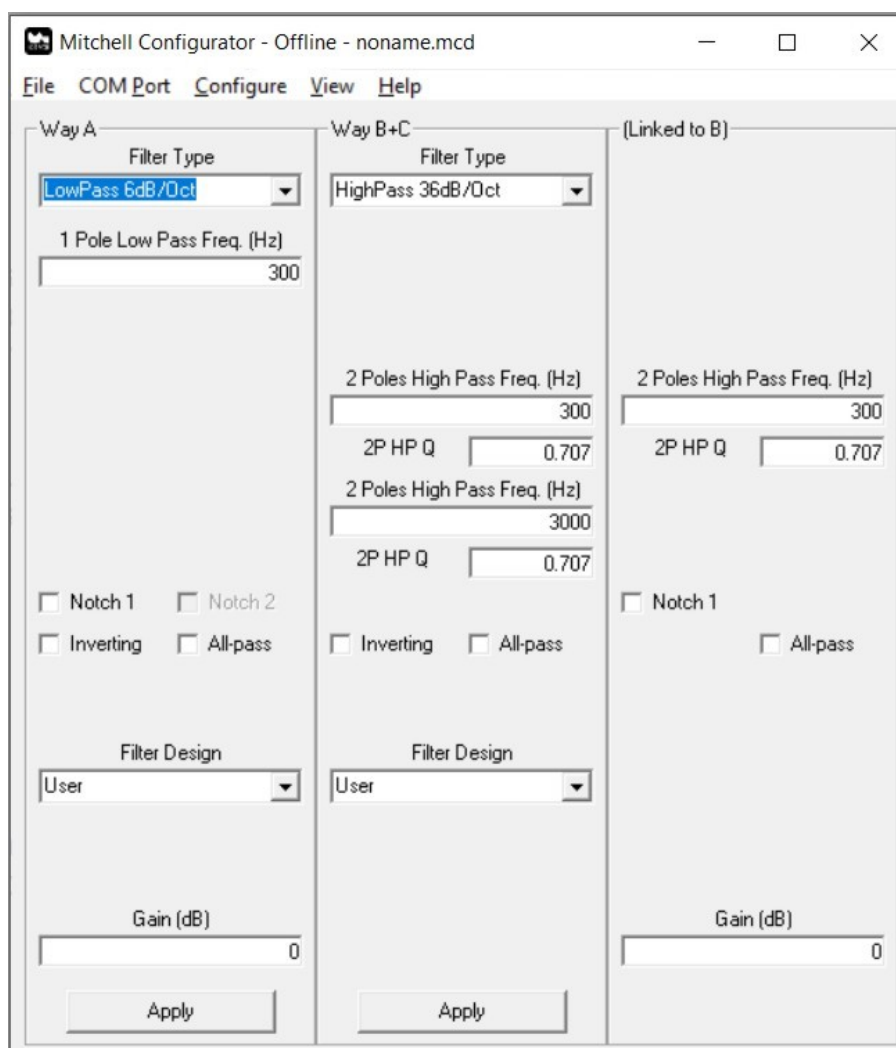 Mitchell Configurator - Offline - noname.mcd
File COM Port Configure View Help
Way A
Filter Type
LowPass 6dB/Oct
1 Pole Low Pass Freq. (Hz)
300
Notch 1 Notch 2
Inverting All-pass
Filter Design
User
Gain (dB)
0
Apply
Way B+C
Filter Type
HighPass 36dB/Oct
2 Poles High Pass Freq. (Hz)
300
2P HP Q 0.707
2 Poles High Pass Freq. (Hz)
3000
2P HP Q 0.707
Inverting All-pass
Filter Design
User
Apply
(Linked to B)
2 Poles High Pass Freq. (Hz)
300
2P HP Q 0.707
Notch 1
All-pass
Gain (dB)
0